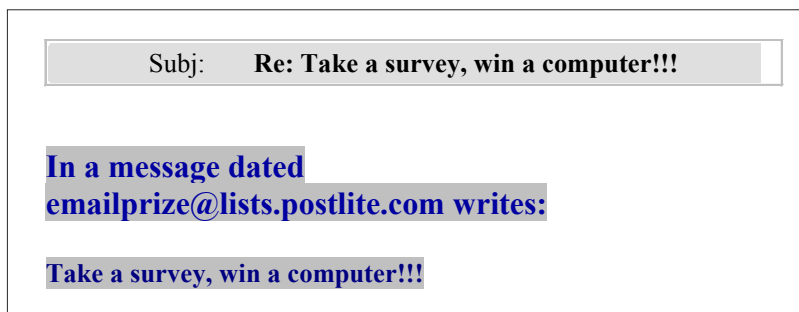 Subj: Re: Take a survey, win a computer!!!
In a message dated
emailprize@lists.postlite.com writes:
Take a survey, win a computer!!!